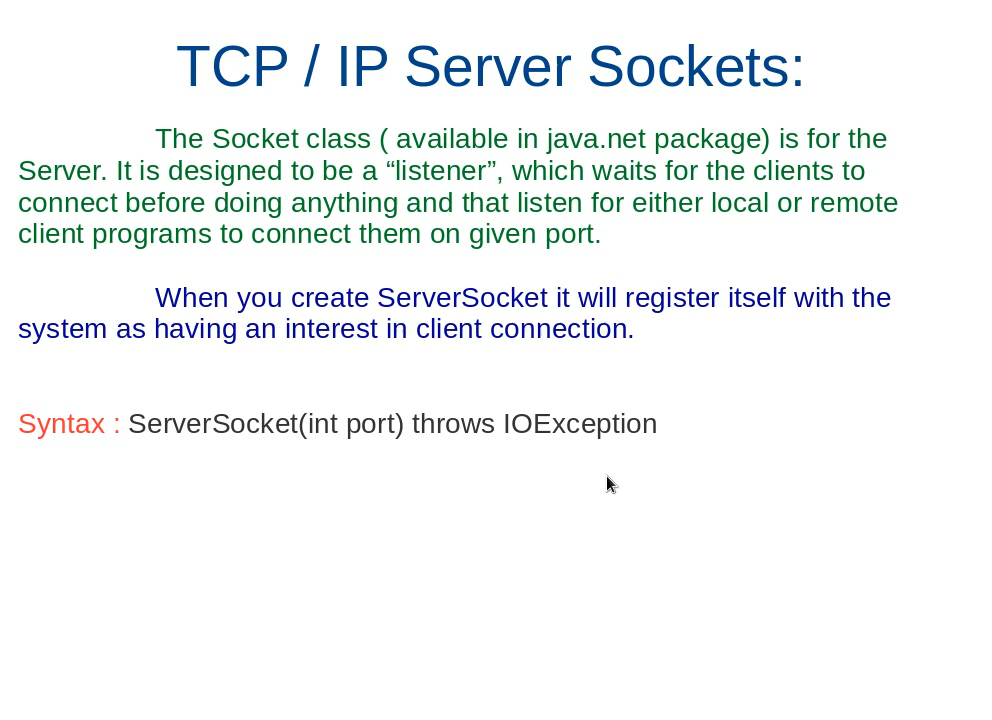 TCP / IP Server Sockets:
The Socket class ( available in java.net package) is for the
Server. It is designed to be a “listener”, which waits for the clients to
connect before doing anything and that listen for either local or remote
client programs to connect them on given port.
When you create ServerSocket it will register itself with the
system as having an interest in client connection.
Syntax : ServerSocket(int port) throws IOException